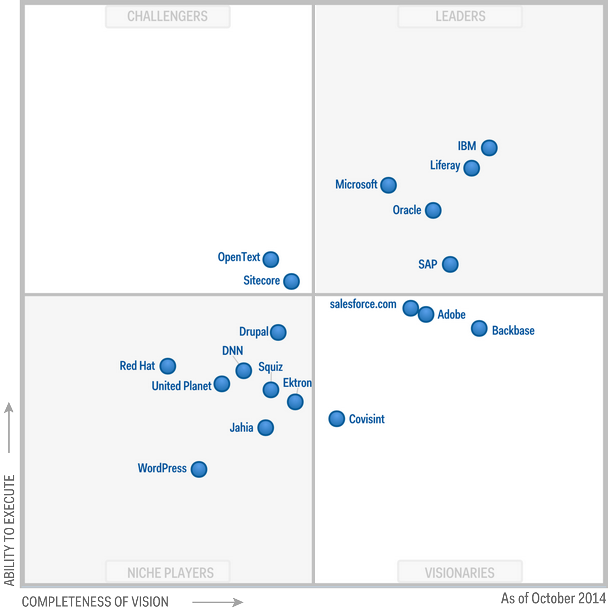 CHALLENGERS
LEADERS
IBM
Liferay
Microsoft
Oracle
OpenText
SAP
Sitecore
salesforce.com
Adobe
Backbase
Drupal
DNN
Red Hat
Squiz
United Planet
Ektron
Covisint
Jahia
WordPress
ABILITY TO EXECUTE
NICHE PLAYERS
VISIONARIES
COMPLETENESS OF VISION
As of October 2014